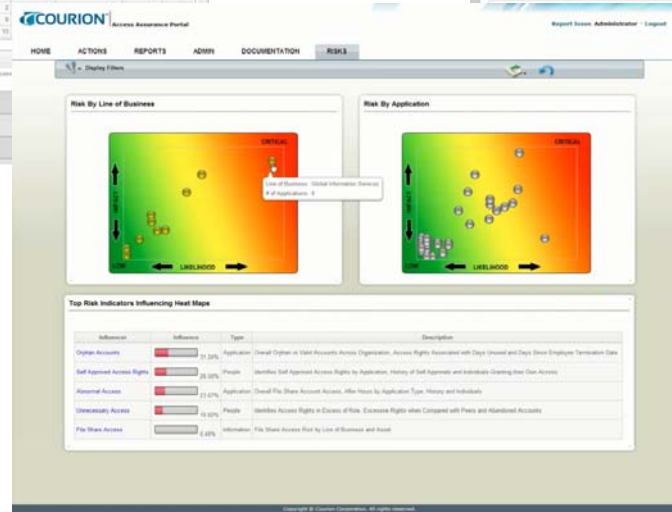 COURION Access Assurance Portal
Report Issue Administrator Logout
HOME ACTIONS REPORTS ADMIN DOCUMENTATION RISKS
Display Filters
Risk By Line of Business
Risk By Application
CRITICAL
CRITICAL
Line of Business: Global Information Services
# of Applications:
IMPACT
IMPACT
LOW LIKELIHOOD
LOW LIKELIHOOD
Top Risk Indicators Influencing Heat Maps
Influencer Influence Type Description
Orphan Accounts Application Overall Orphan vs Valid Accounts Across Organization, Access Rights Associated with Days Unused and Days Since Employee Termination Date
Self Approved Access Rights People Identifies Self Approved Access Rights by Application, History of Self Approvals and Individuals Granting their Own Access
Abnormal Access Application Overall File Share Account Access, After Hours by Application Type, History and Individuals
Unnecessary Access People Identifies Access Rights in Excess of Role, Excessive Rights when Compared with Peers and Abandoned Accounts
File Share Access Information File Share Access Risk by Line of Business and Asset
Copyright © Courion Corporation. All rights reserved.